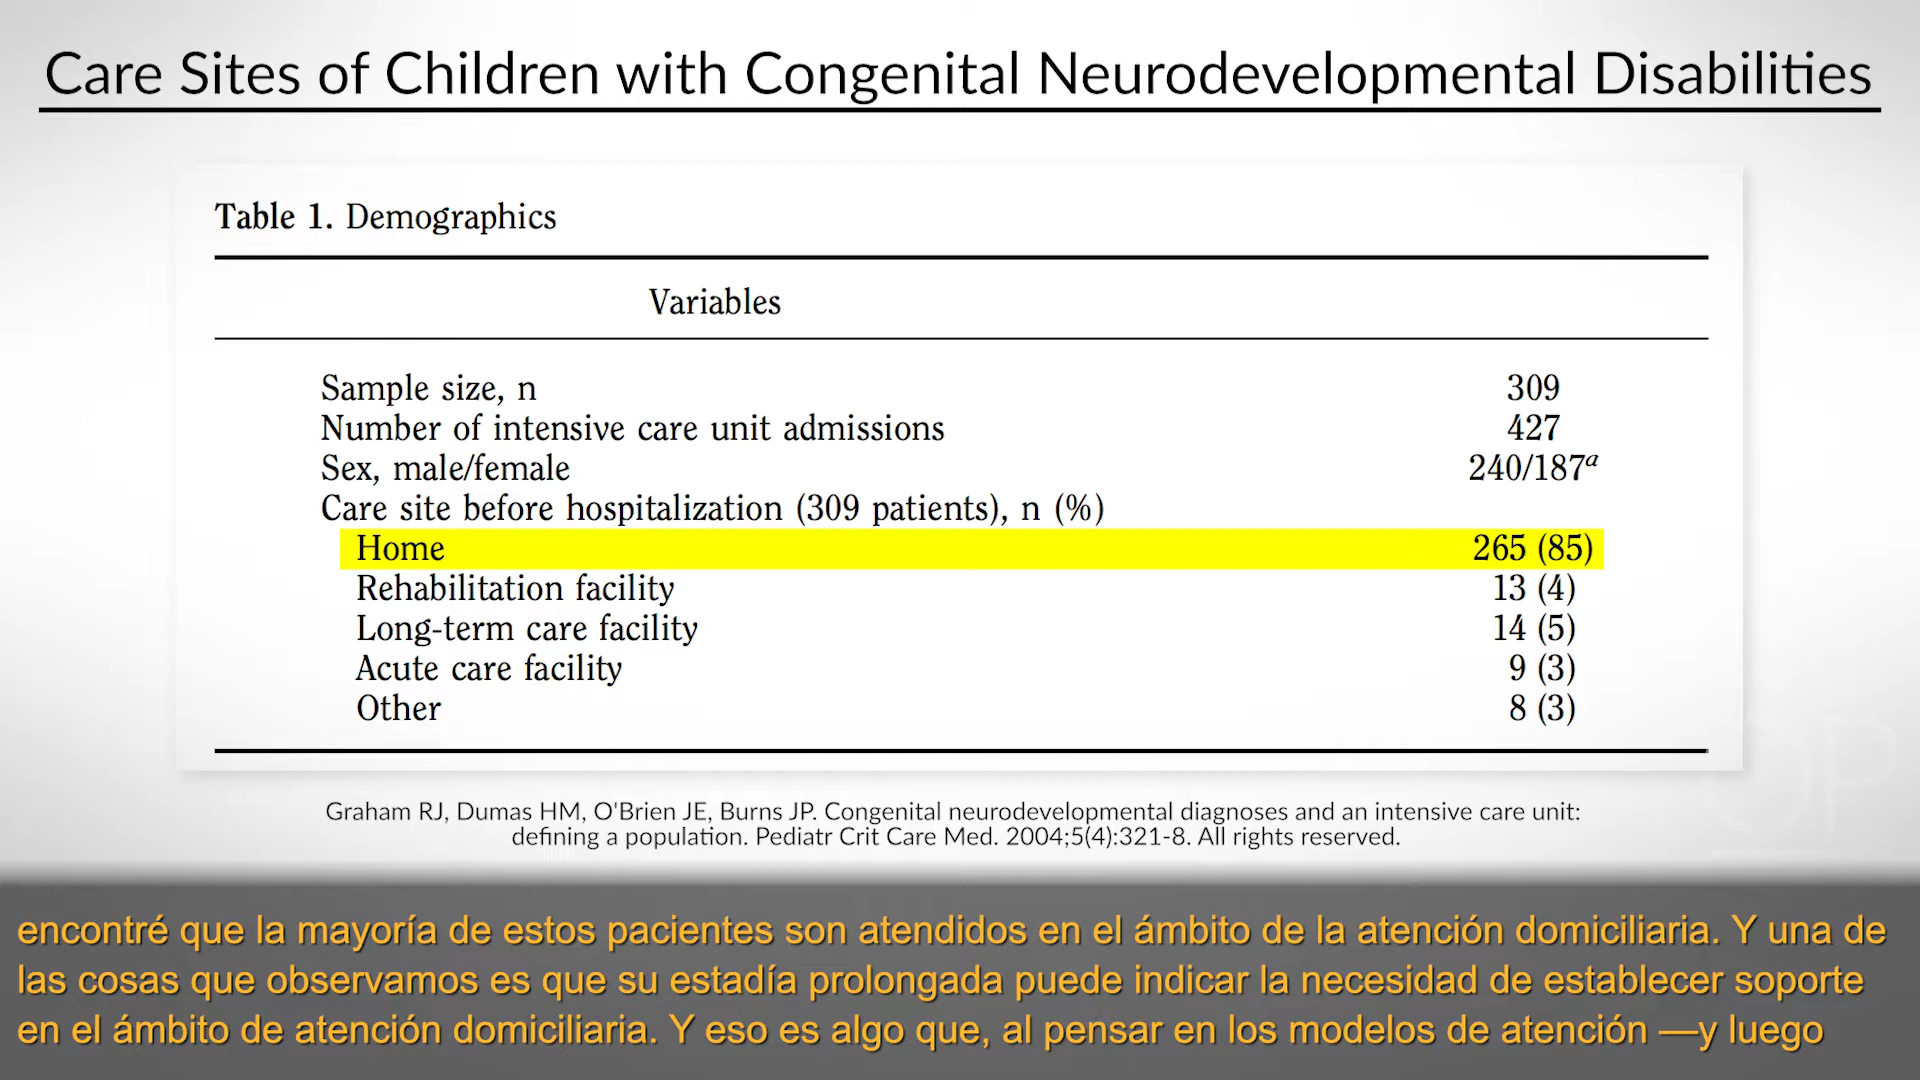 Care Sites of Children with Congenital Neurodevelopmental Disabilities
Table 1. Demographics
Variables
Sample size, n 309
Number of intensive care unit admissions 427
Sex, male/female 240/187a
Care site before hospitalization (309 patients), n (%)
Home 265 (85)
Rehabilitation facility 13 (4)
Long-term care facility 14 (5)
Acute care facility 9 (3)
Other 8 (3)
Graham RJ, Dumas HM, O'Brien JE, Burns JP. Congenital neurodevelopmental diagnoses and an intensive care unit:
defining a population. Pediatr Crit Care Med. 2004;5(4):321-8. All rights reserved.
encontré que la mayoría de estos pacientes son atendidos en el ámbito de la atención domiciliaria. Y una de
las cosas que observamos es que su estadía prolongada puede indicar la necesidad de establecer soporte
en el ámbito de atención domiciliaria. Y eso es algo que, al pensar en los modelos de atención —y luego